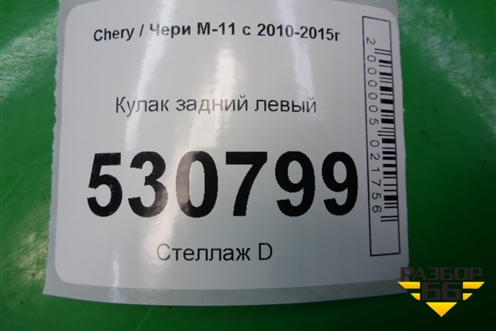 Chery / Чери М-11 с 2010-2015г
Кулак задний левый
530799
Стеллаж D
2000005021756
РАЗБОР
66